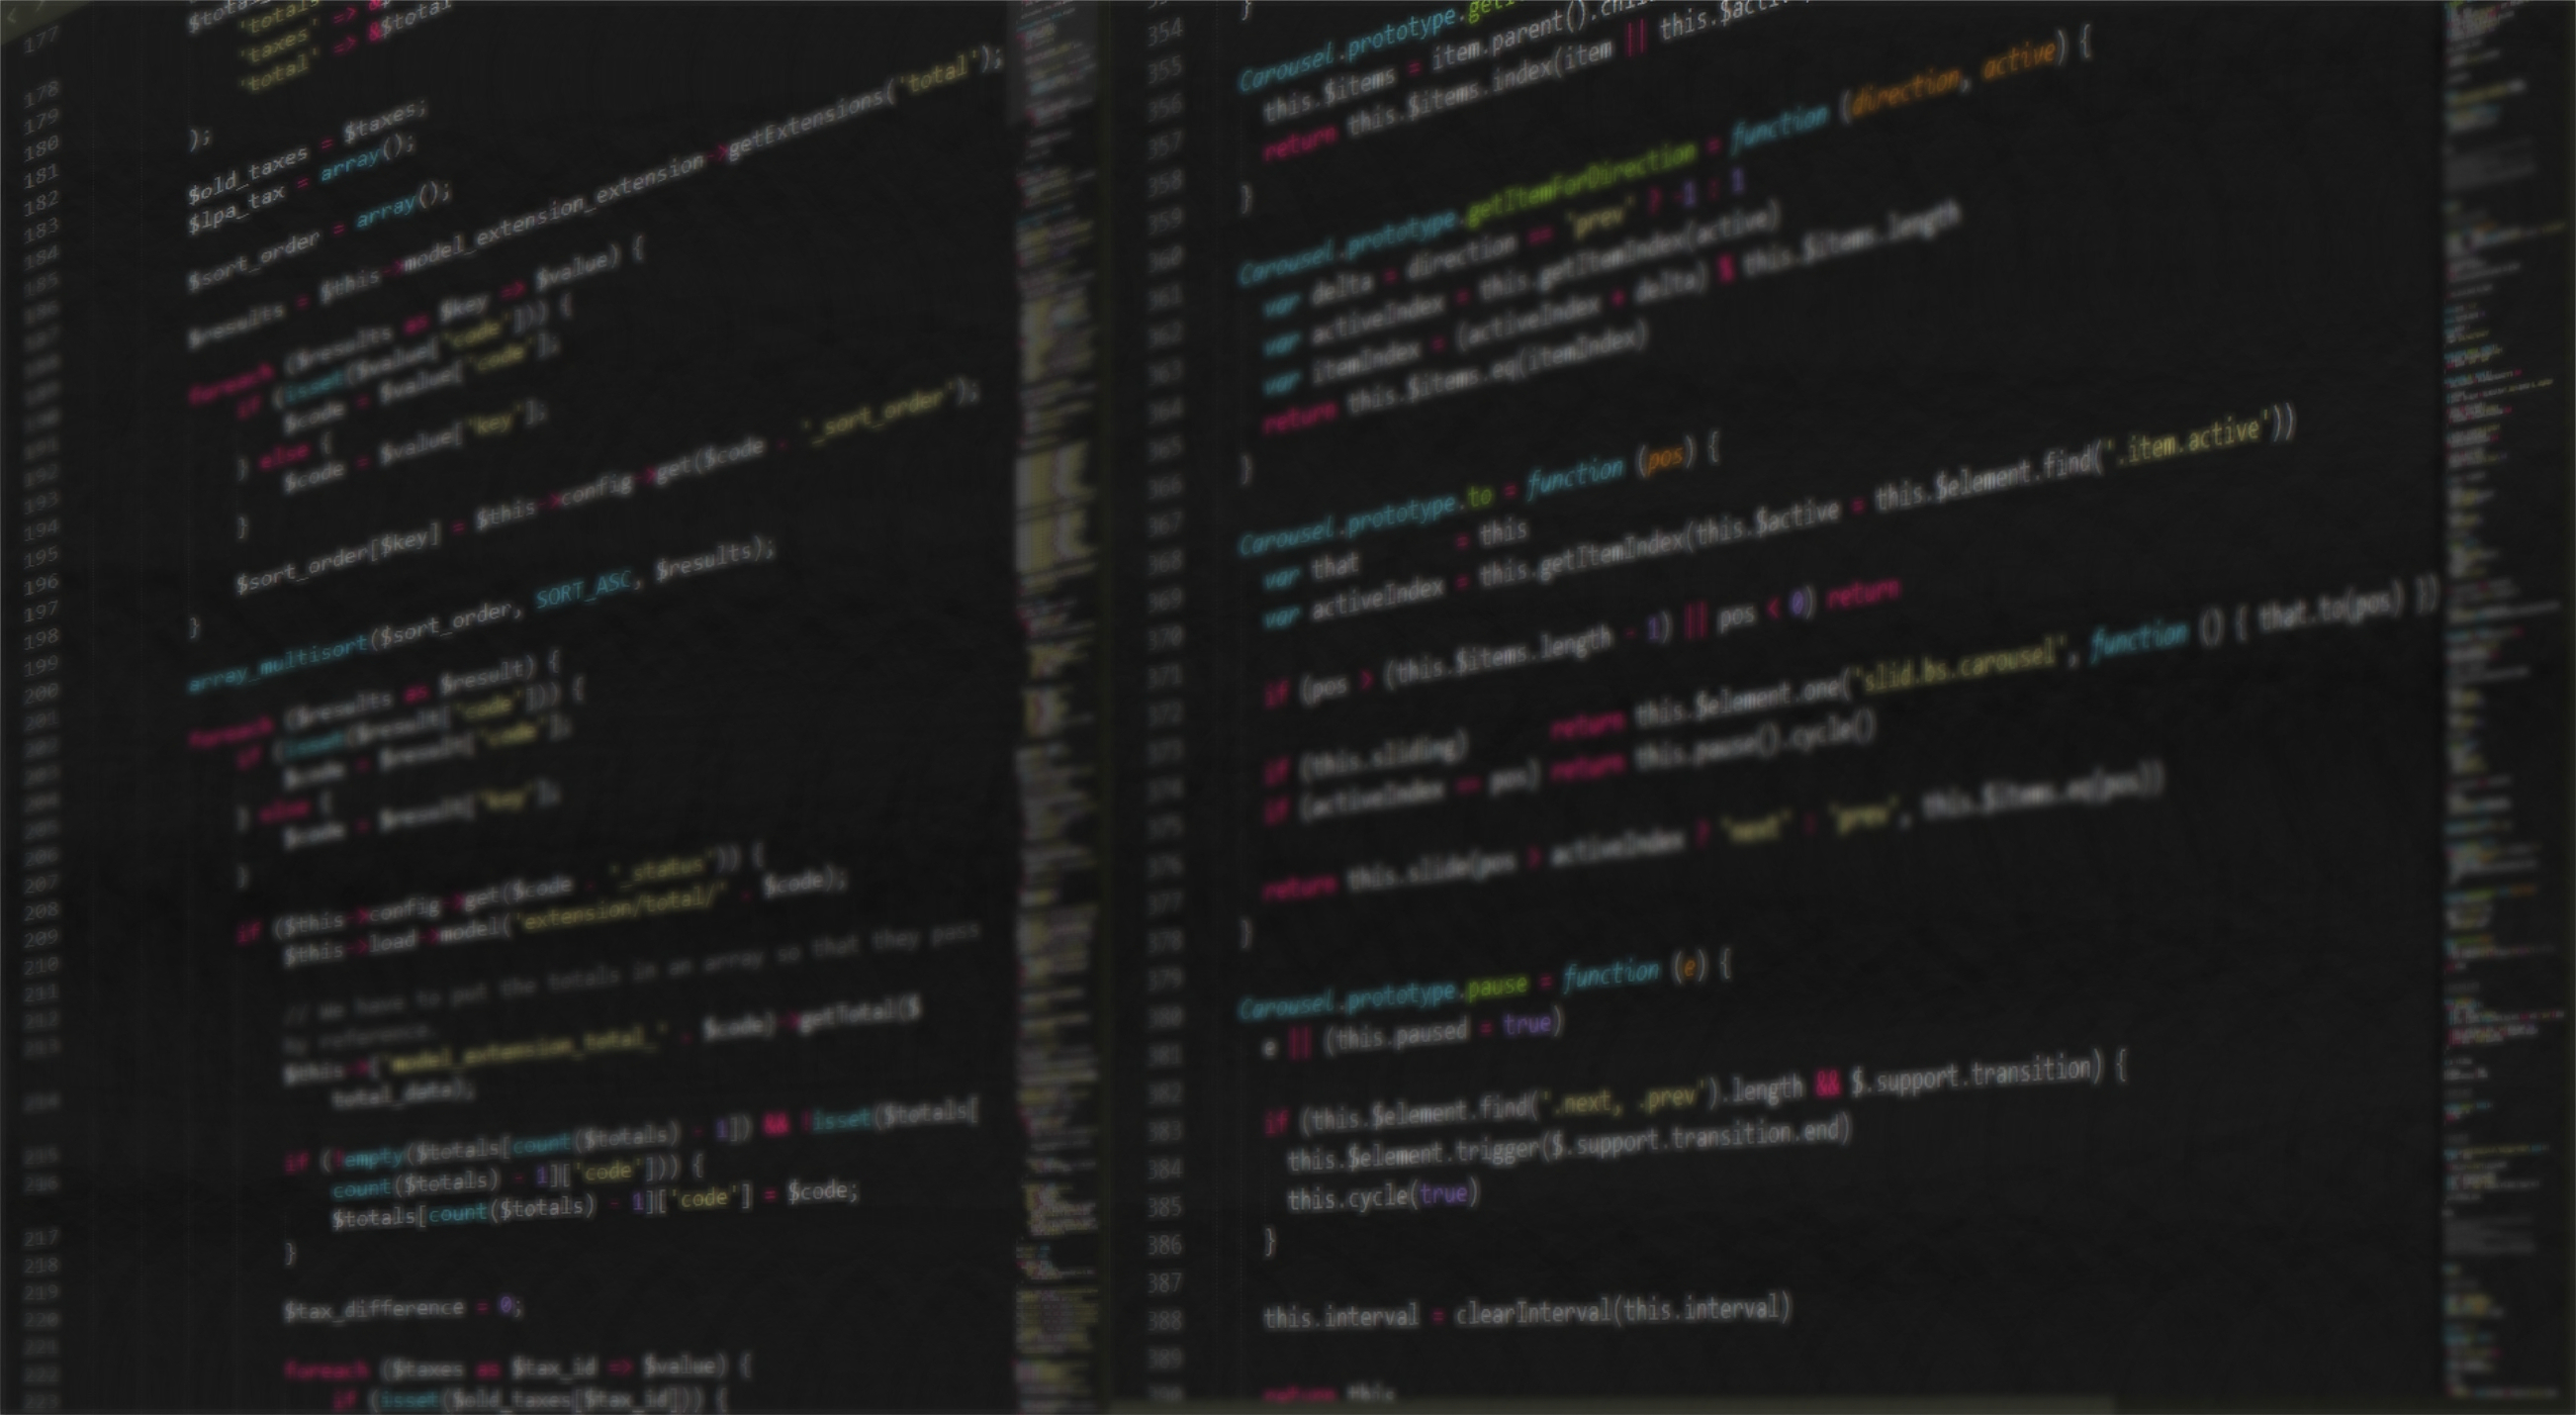 177
$total
'totals
'taxes' => &
'total' => &$total
178
179
180
181
182
183
184
185
186
187
188
189
190
191
192
193
194
195
196
197
198
199
200
201
202
203
204
205
206
207
208
209
210
211
212
213
214
215
216
217
218
219
220
221
222
223
);
$old_taxes = $taxes;
$lpa_tax = array();
$sort_order = array();
$results = $this->model_extension_extension->getExtensions('total');
foreach ($results as $key => $value) {
if (isset($value['code'])) {
$code = $value['code'];
} else {
$code = $value['key'];
}
$sort_order[$key] = $this->config->get($code . '_sort_order');
}
array_multisort($sort_order, SORT_ASC, $results);
foreach ($results as $result) {
if (isset($result['code'])) {
$code = $result['code'];
} else {
$code = $result['key'];
}
if ($this->config->get($code . '_status')) {
$this->load->model('extension/total/' . $code);
// We have to put the totals in an array so that they pass
by reference.
$this->{'model_extension_total_' . $code}->getTotal($
total_data);
if (!empty($totals[count($totals) - 1]) && !isset($totals[
count($totals) - 1]['code'])) {
$totals[count($totals) - 1]['code'] = $code;
}
$tax_difference = 0;
foreach ($taxes as $tax_id => $value) {
if (isset($old_taxes[$tax_id])) {
354
355
356
357
358
359
360
361
362
363
364
365
366
367
368
369
370
371
372
373
374
375
376
377
378
379
380
381
382
383
384
385
386
387
388
389
390
}
Carousel.prototype.
this.$items = item.parent().
return this.$items.index(item || this.
}
Carousel.prototype.getItemForDirection = function (direction, active) {
var delta = direction == 'prev' ? -1 : 1
var activeIndex = this.getItemIndex(active)
var itemIndex = (activeIndex + delta) % this.$items.length
return this.$items.eq(itemIndex)
}
Carousel.prototype.to = function (pos) {
var that = this
var activeIndex = this.getItemIndex(this.$active = this.$element.find('.item.active'))
if (pos > (this.$items.length - 1) || pos < 0) return
if (this.sliding) return this.$element.one('slid.bs.carousel', function () { that.to(pos) })
if (activeIndex == pos) return this.pause().cycle()
return this.slide(pos > activeIndex ? 'next' : 'prev', this.$items.eq(pos))
}
Carousel.prototype.pause = function (e) {
e || (this.paused = true)
if (this.$element.find('.next, .prev').length && $.support.transition) {
this.$element.trigger($.support.transition.end)
this.cycle(true)
}
this.interval = clearInterval(this.interval)
return this